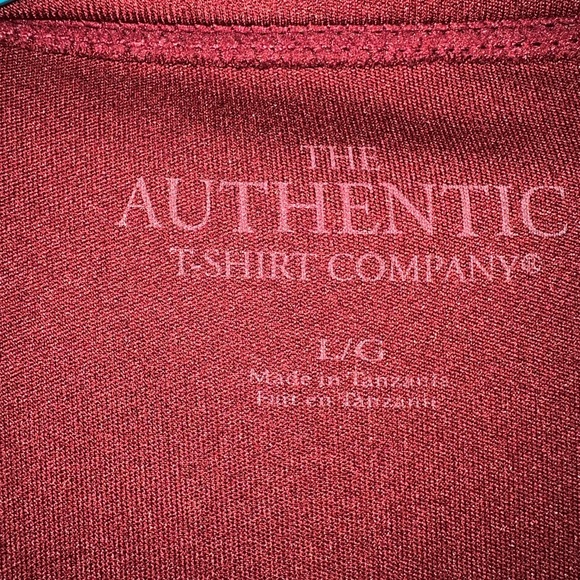 THE
AUTHENTIC
T-SHIRT COMPANY®
L/G
Made in Tanzania
Fait en Tanzanie